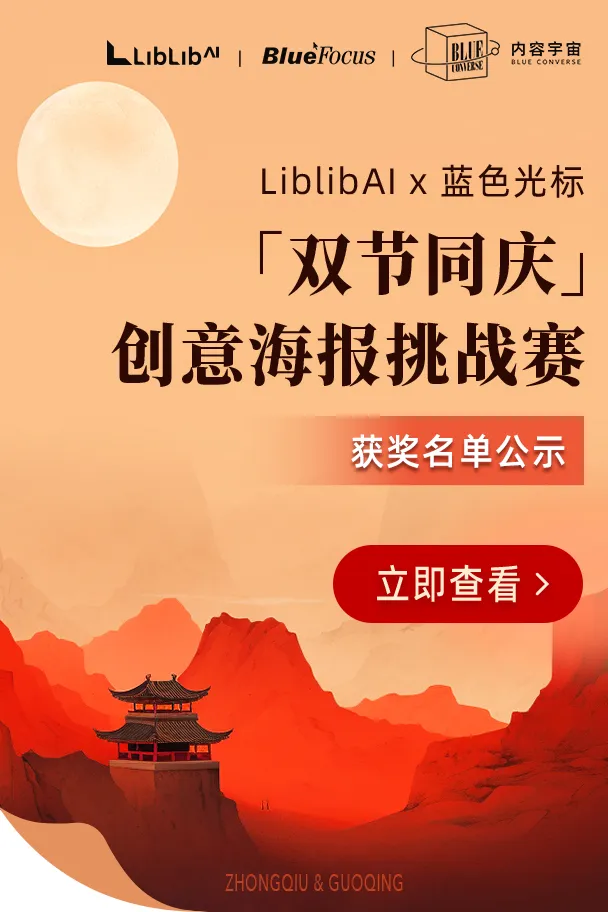 LIBLIBAI | BlueFocus | BLUE CONVERSE 内容宇宙
BLUE CONVERSE
LiblibAI x 蓝色光标
「双节同庆」
创意海报挑战赛
获奖名单公示
立即查看 >
ZHONGQIU & GUOQING